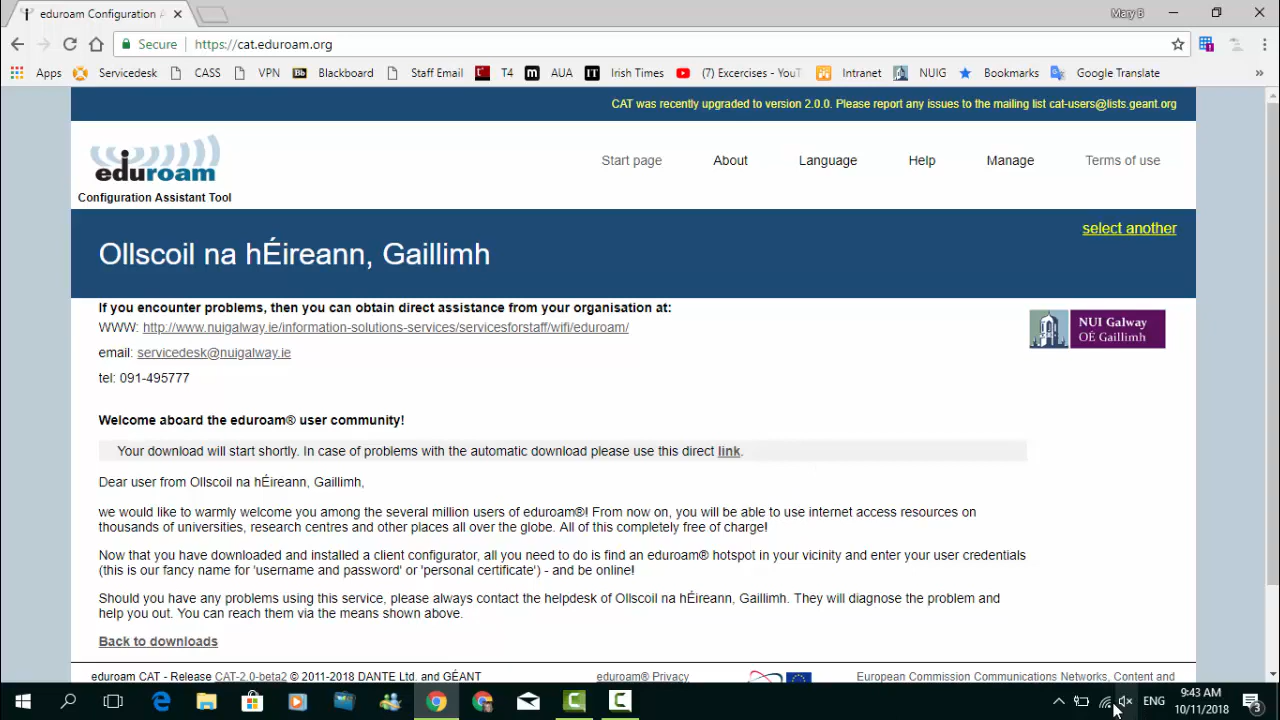 eduroam Configuration A
Mary B
Secure
https://cat.eduroam.org
Apps
Servicedesk
CASS
VPN
Bb
Blackboard
Staff Email
T4
m
AUA
IT
Irish Times
(7) Excercises - YouT
Intranet
NUIG
Bookmarks
Google Translate
»
CAT was recently upgraded to version 2.0.0. Please report any issues to the mailing list cat-users@lists.geant.org
eduroam
Configuration Assistant Tool
Start page
About
Language
Help
Manage
Terms of use
Ollscoil na hÉireann, Gaillimh
select another
If you encounter problems, then you can obtain direct assistance from your organisation at:
WWW: http://www.nuigalway.ie/information-solutions-services/servicesforstaff/wifi/eduroam/
email: servicedesk@nuigalway.ie
tel: 091-495777
NUI Galway
OÉ Gaillimh
Welcome aboard the eduroam® user community!
Your download will start shortly. In case of problems with the automatic download please use this direct link.
Dear user from Ollscoil na hÉireann, Gaillimh,
we would like to warmly welcome you among the several million users of eduroam®! From now on, you will be able to use internet access resources on
thousands of universities, research centres and other places all over the globe. All of this completely free of charge!
Now that you have downloaded and installed a client configurator, all you need to do is find an eduroam® hotspot in your vicinity and enter your user credentials
(this is our fancy name for 'username and password' or 'personal certificate') - and be online!
Should you have any problems using this service, please always contact the helpdesk of Ollscoil na hÉireann, Gaillimh. They will diagnose the problem and
help you out. You can reach them via the means shown above.
Back to downloads
eduroam CAT - Release CAT-2.0-beta2 © 2011-2018 DANTE Ltd. and GÉANT
eduroam® Privacy
European Commission Communications Networks, Content and
ENG
9:43 AM
10/11/2018
3